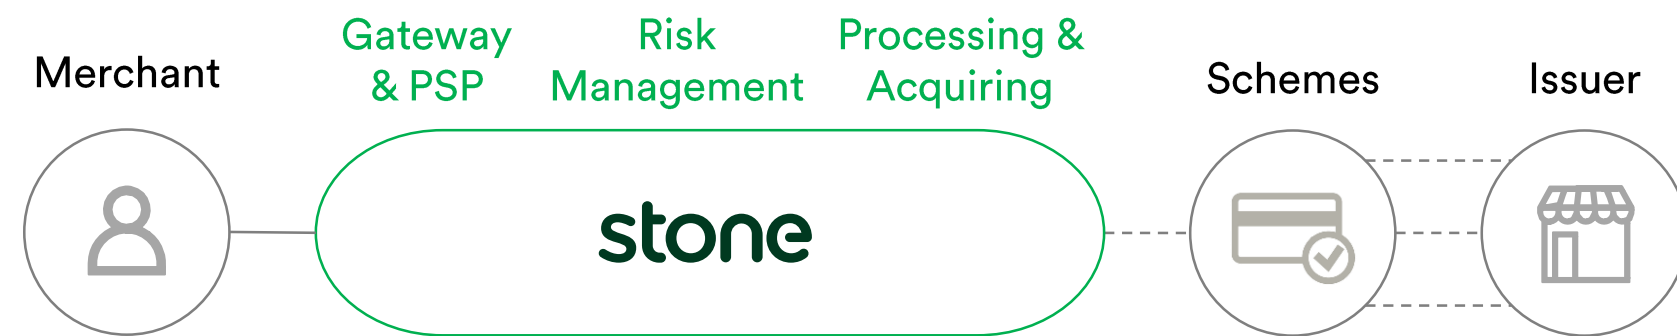 Merchant
Gateway
& PSP
Risk
Management
Processing &
Acquiring
Schemes
Issuer
stone